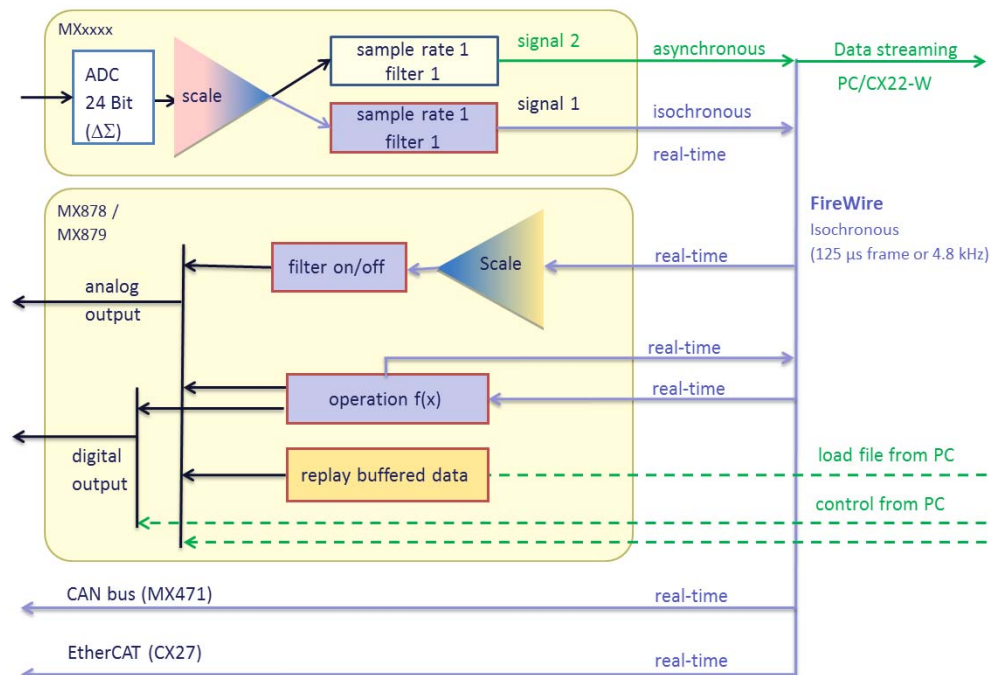 MXxxxx
ADC
24 Bit
(ΔΣ)
scale
sample rate 1
filter 1
signal 2
asynchronous
Data streaming
PC/CX22-W
sample rate 1
filter 1
signal 1
isochronous
real-time
MX878 /
MX879
FireWire
Isochronous
(125 µs frame or 4.8 kHz)
filter on/off
Scale
real-time
analog
output
real-time
operation f(x)
real-time
digital
output
replay buffered data
load file from PC
control from PC
CAN bus (MX471)
real-time
EtherCAT (CX27)
real-time